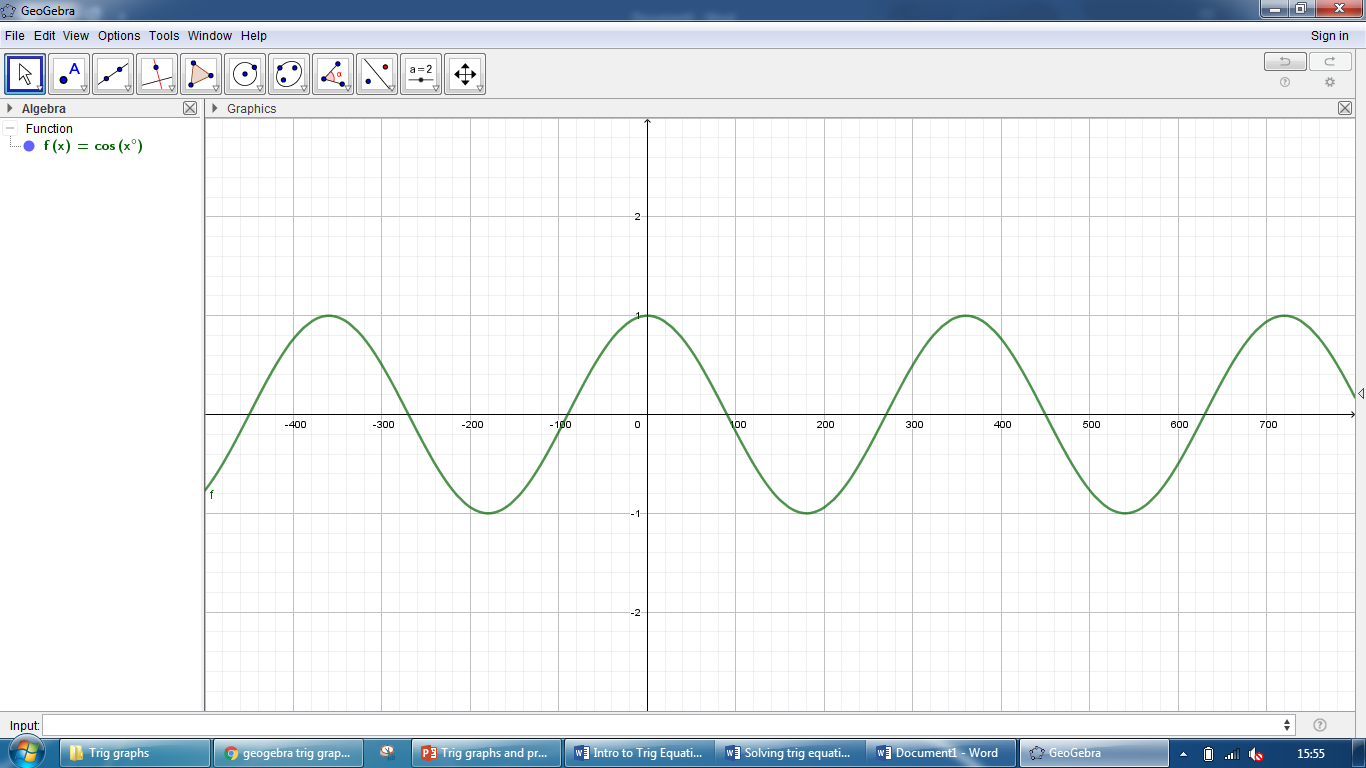 GeoGebra
File Edit View Options Tools Window Help Sign in
A α a = 2
Algebra Graphics
Function
f (x) = cos (x°)
2
1
-400 -300 -200 -100 0 100 200 300 400 500 600 700
f
-1
-2
Input:
Trig graphs geogebra trig grap... Trig graphs and pr... Intro to Trig Equati... Solving trig equati... Document1 - Word GeoGebra 15:55